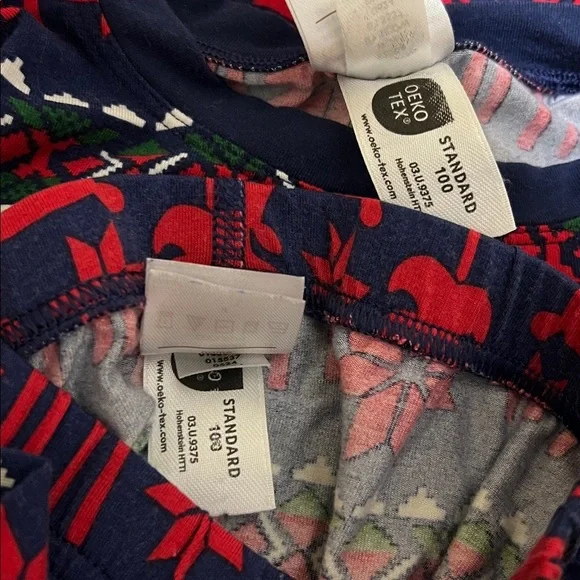 OEKO
TEX®
STANDARD
100
03.U.9375
Hohenstein HTTI
www.oeko-tex.com
015537
STANDARD
100
03.U.9375
Hohenstein HTTI
www.oeko-tex.com